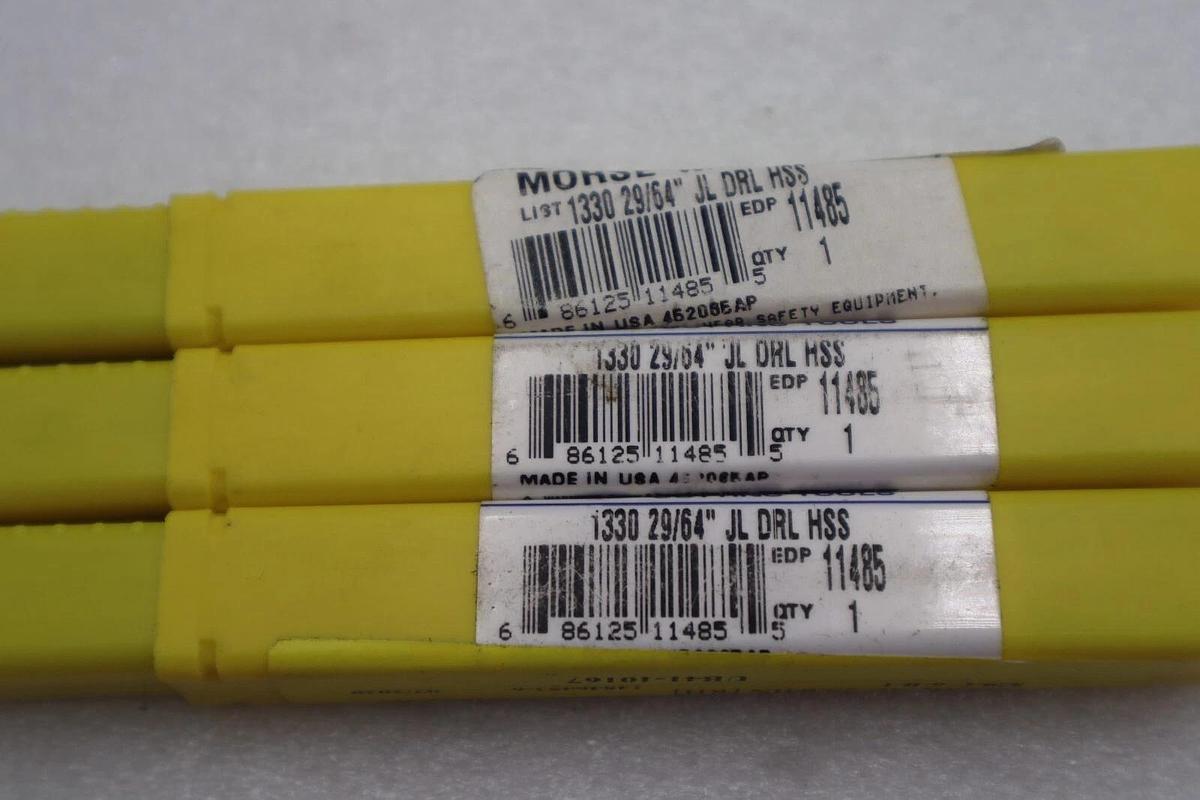 MORSE
LIST 1330 29/64" JL DRL HSS
EDP 11485
QTY 1
6 86125 11485 5
MADE IN USA 452065AP
WEAR SAFETY EQUIPMENT.
1330 29/64" JL DRL HSS
EDP 11485
QTY 1
6 86125 11485 5
MADE IN USA
1330 29/64" JL DRL HSS
EDP 11485
QTY 1
6 86125 11485 5